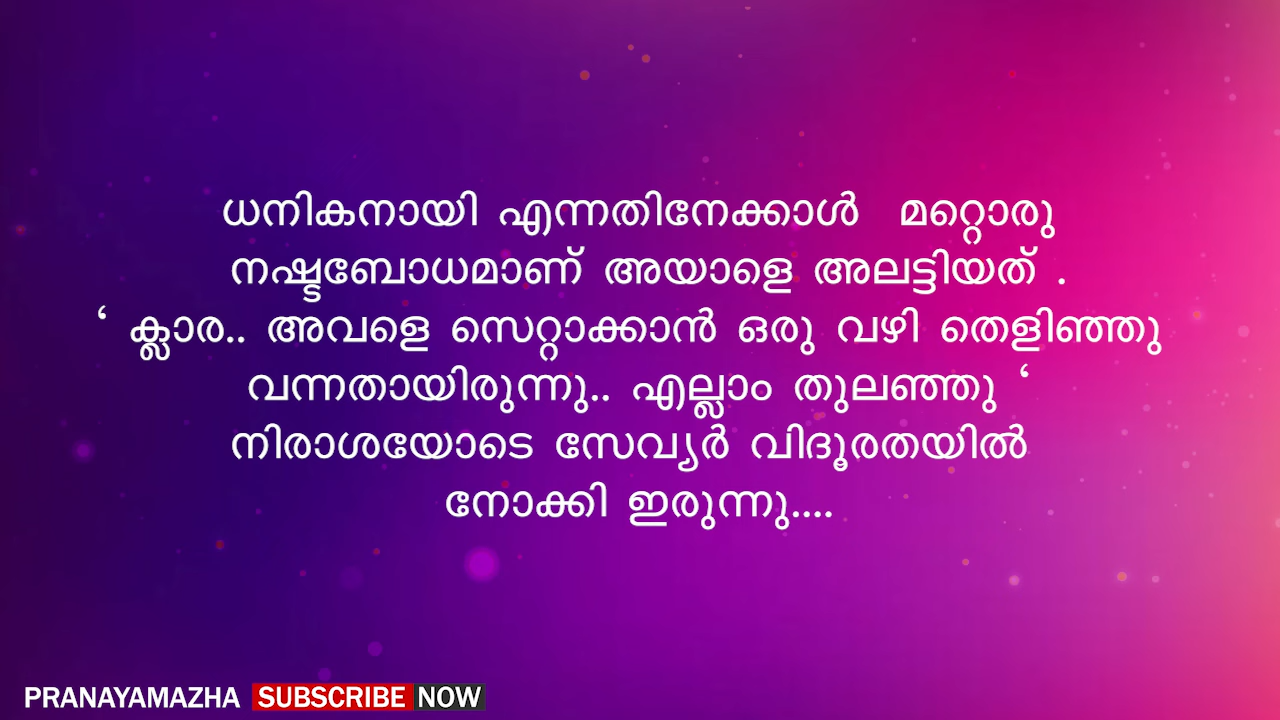 ധനികനായി എന്നതിനേക്കാൾ മറ്റൊരു
നഷ്ടബോധമാണ് അയാളെ അലട്ടിയത് .
‘ ക്ലാര.. അവളെ സെറ്റാക്കാൻ ഒരു വഴി തെളിഞ്ഞു
വന്നതായിരുന്നു.. എല്ലാം തുലഞ്ഞു ‘
നിരാശയോടെ സേവ്യർ വിദൂരതയിൽ
നോക്കി ഇരുന്നു....
PRANAYAMAZHA SUBSCRIBE NOW